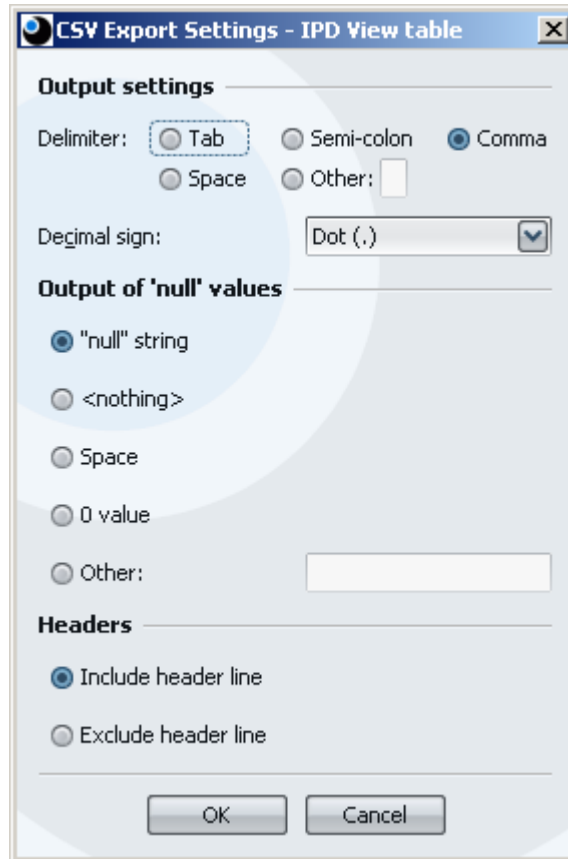 CSV Export Settings - IPD View table
Output settings
Delimiter: Tab Semi-colon Comma
Space Other:
Decimal sign: Dot (.)
Output of 'null' values
"null" string
<nothing>
Space
0 value
Other:
Headers
Include header line
Exclude header line
OK Cancel